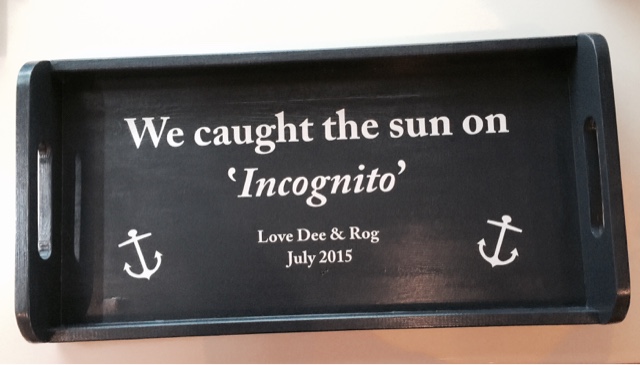 We caught the sun on
‘Incognito’
Love Dee & Rog
July 2015